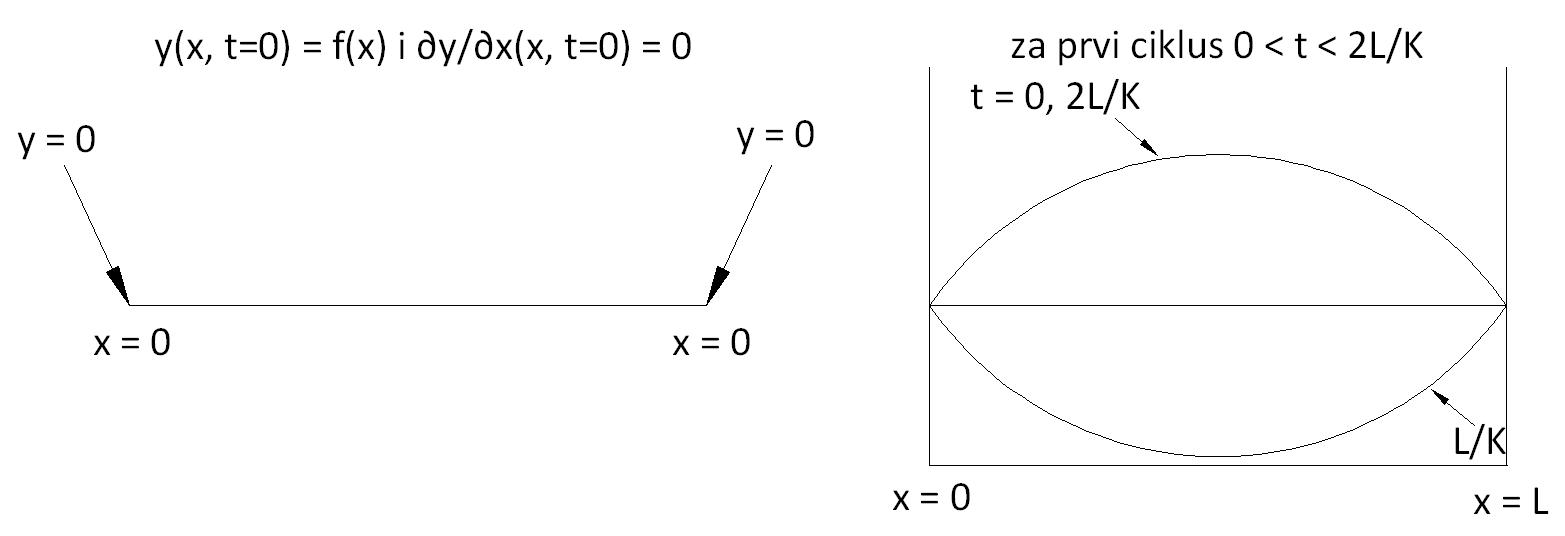 y(x, t=0) = f(x) i ∂y/∂x(x, t=0) = 0
y = 0
y = 0
x = 0
x = 0
za prvi ciklus 0 < t < 2L/K
t = 0, 2L/K
L/K
x = 0
x = L